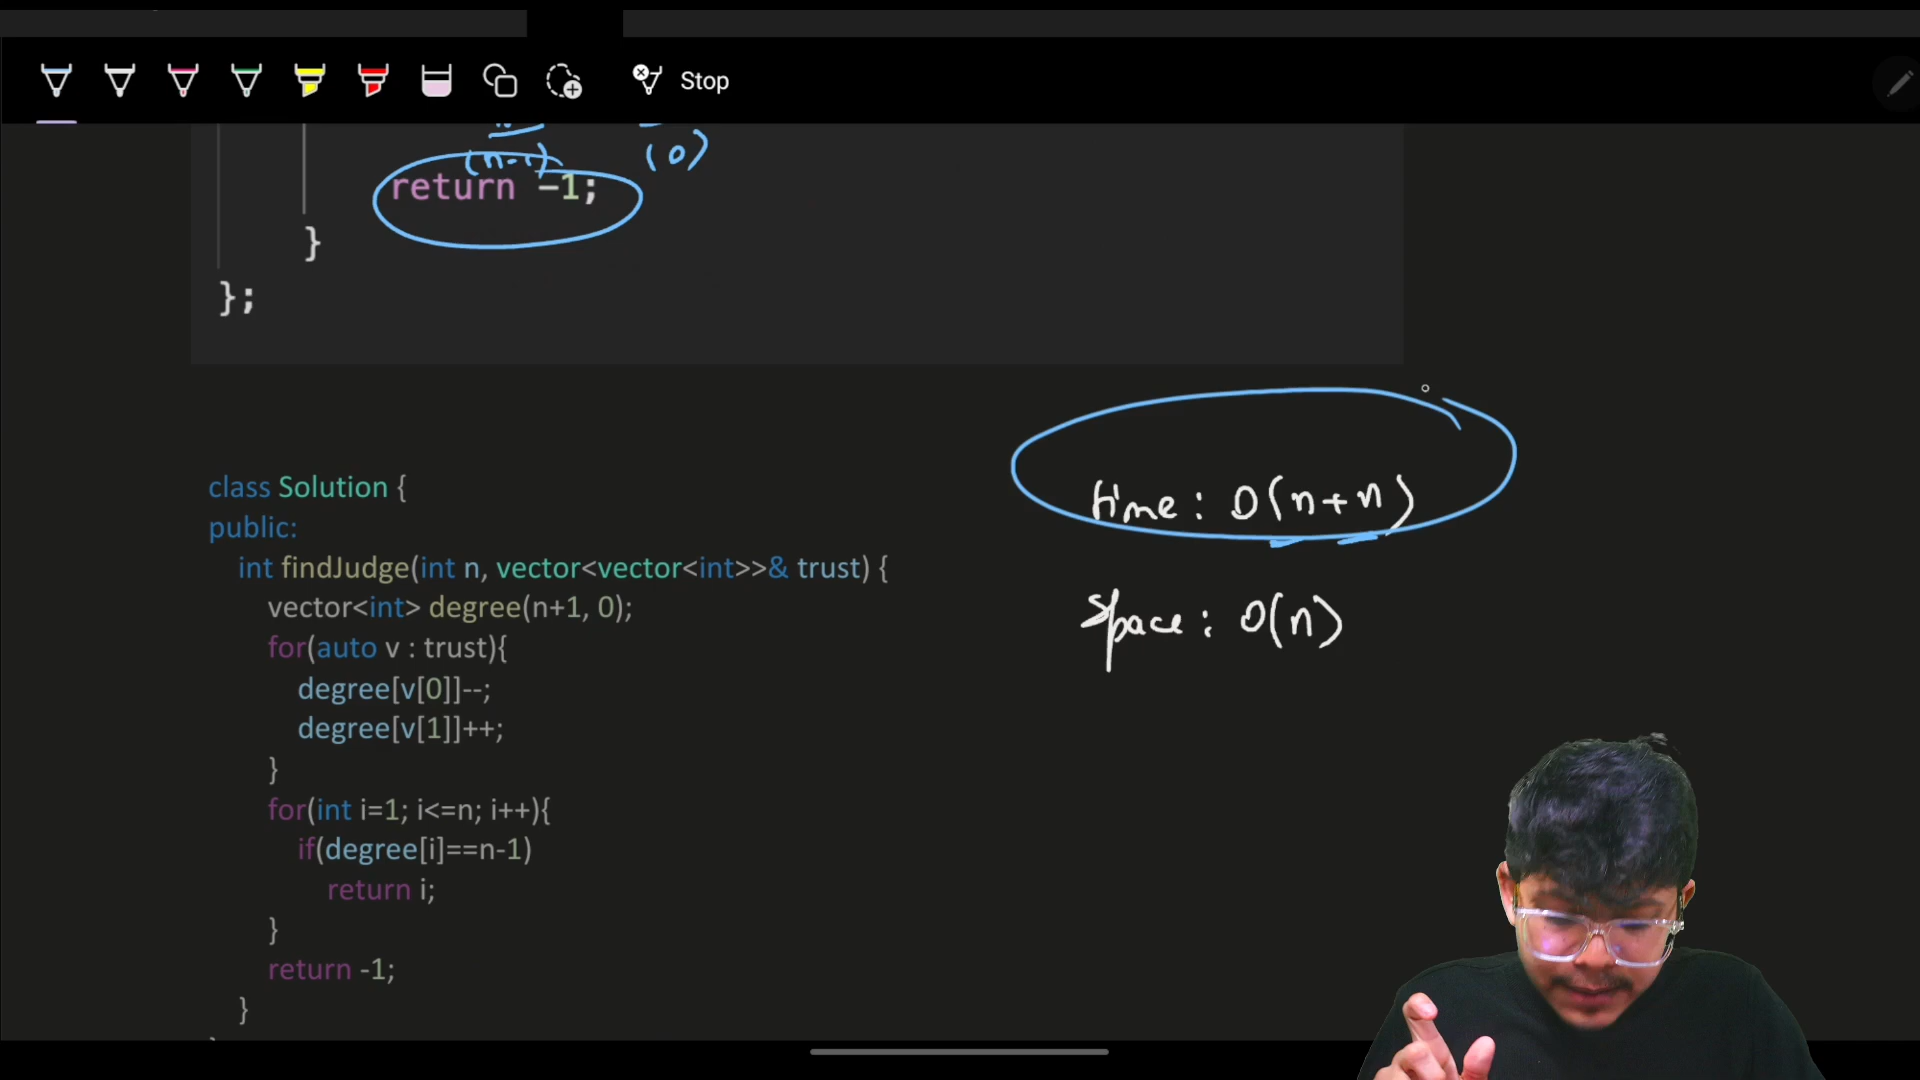 Stop
(n-1) (0)
return -1;
}
};
time: O(n+n)
class Solution {
public:
int findJudge(int n, vector<vector<int>>& trust) {
vector<int> degree(n+1, 0);
space: O(n)
for(auto v : trust){
degree[v[0]]--;
degree[v[1]]++;
}
for(int i=1; i<=n; i++){
if(degree[i]==n-1)
return i;
}
return -1;
}